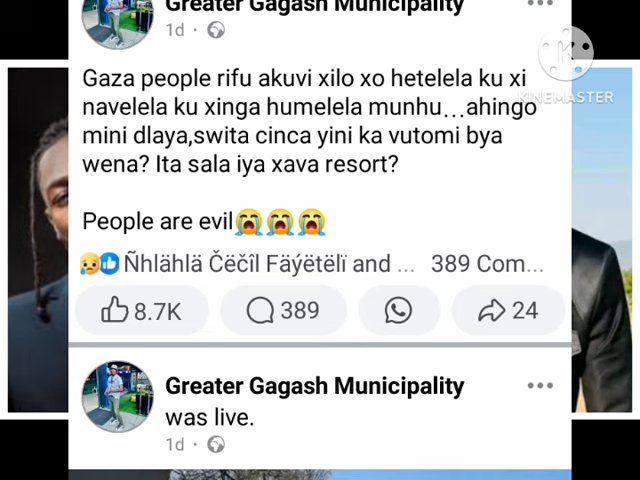 Greater Gagash Municipality
1d ·
KINEMASTER
Gaza people rifu akuvi xilo xo hetelela ku xi
navelela ku xinga humelela munhu...ahingo
mini dlaya,swita cinca yini ka vutomi bya
wena? Ita sala iya xava resort?
People are evil😭😭😭
Ñhlählä Čëčîl Fäýëtëlï and ... 389 Com...
8.7K 389 24
Greater Gagash Municipality
was live.
1d ·